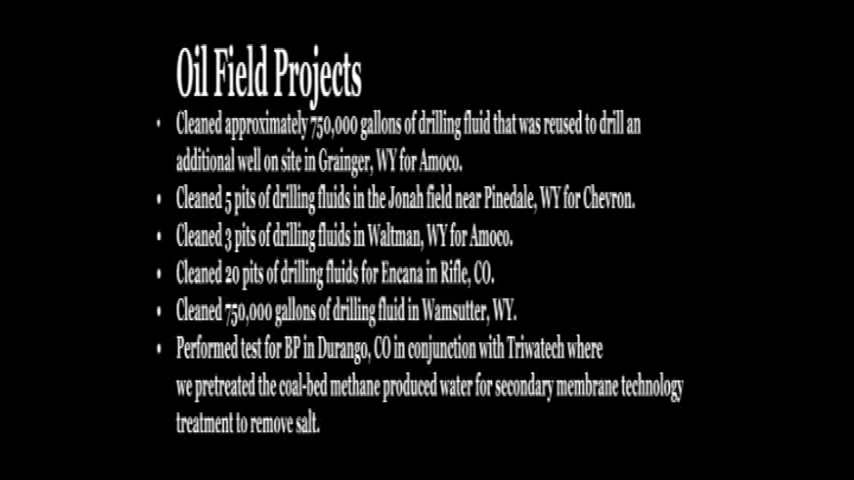 Oil Field Projects
• Cleaned approximately 750,000 gallons of drilling fluid that was reused to drill an
additional well on site in Grainger, WY for Amoco.
• Cleaned 5 pits of drilling fluids in the Jonah field near Pinedale, WY for Chevron.
• Cleaned 3 pits of drilling fluids in Waltman, WY for Amoco.
• Cleaned 20 pits of drilling fluids for Encana in Rifle, CO.
• Cleaned 750,000 gallons of drilling fluid in Wamsutter, WY.
• Performed test for BP in Durango, CO in conjunction with Triwatech where
we pretreated the coal-bed methane produced water for secondary membrane technology
treatment to remove salt.